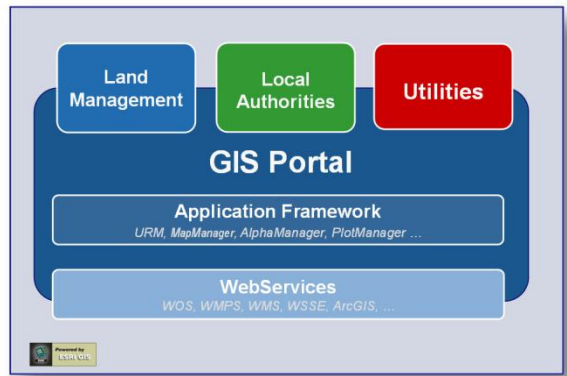 Land
Management
Local
Authorities
Utilities
GIS Portal
Application Framework
URM, MapManager, AlphaManager, PlotManager ...
WebServices
WOS, WMPS, WMS, WSSE, ArcGIS, ...
Powered by
ESRI GIS